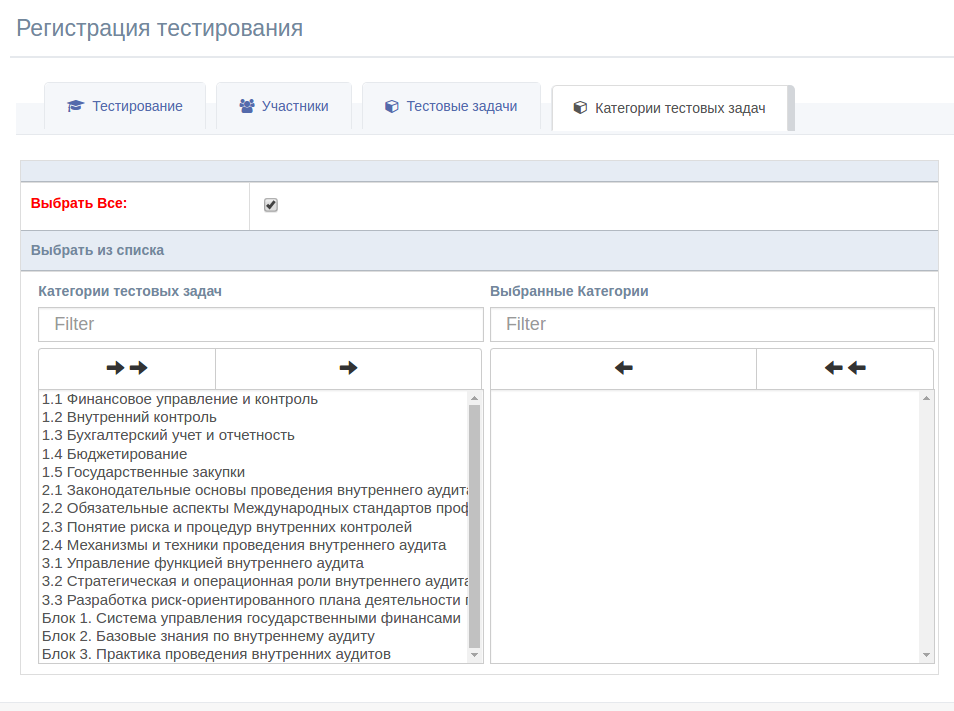 Регистрация тестирования
Тестирование
Участники
Тестовые задачи
Категории тестовых задач
Выбрать Все:
Выбрать из списка
Категории тестовых задач
Выбранные Категории
Filter
Filter
1.1 Финансовое управление и контроль
1.2 Внутренний контроль
1.3 Бухгалтерский учет и отчетность
1.4 Бюджетирование
1.5 Государственные закупки
2.1 Законодательные основы проведения внутреннего аудита
2.2 Обязательные аспекты Международных стандартов проф
2.3 Понятие риска и процедур внутренних контролей
2.4 Механизмы и техники проведения внутреннего аудита
3.1 Управление функцией внутреннего аудита
3.2 Стратегическая и операционная роли внутреннего аудита
3.3 Разработка риск-ориентированного плана деятельности
Блок 1. Система управления государственными финансами
Блок 2. Базовые знания по внутреннему аудиту
Блок 3. Практика проведения внутренних аудитов